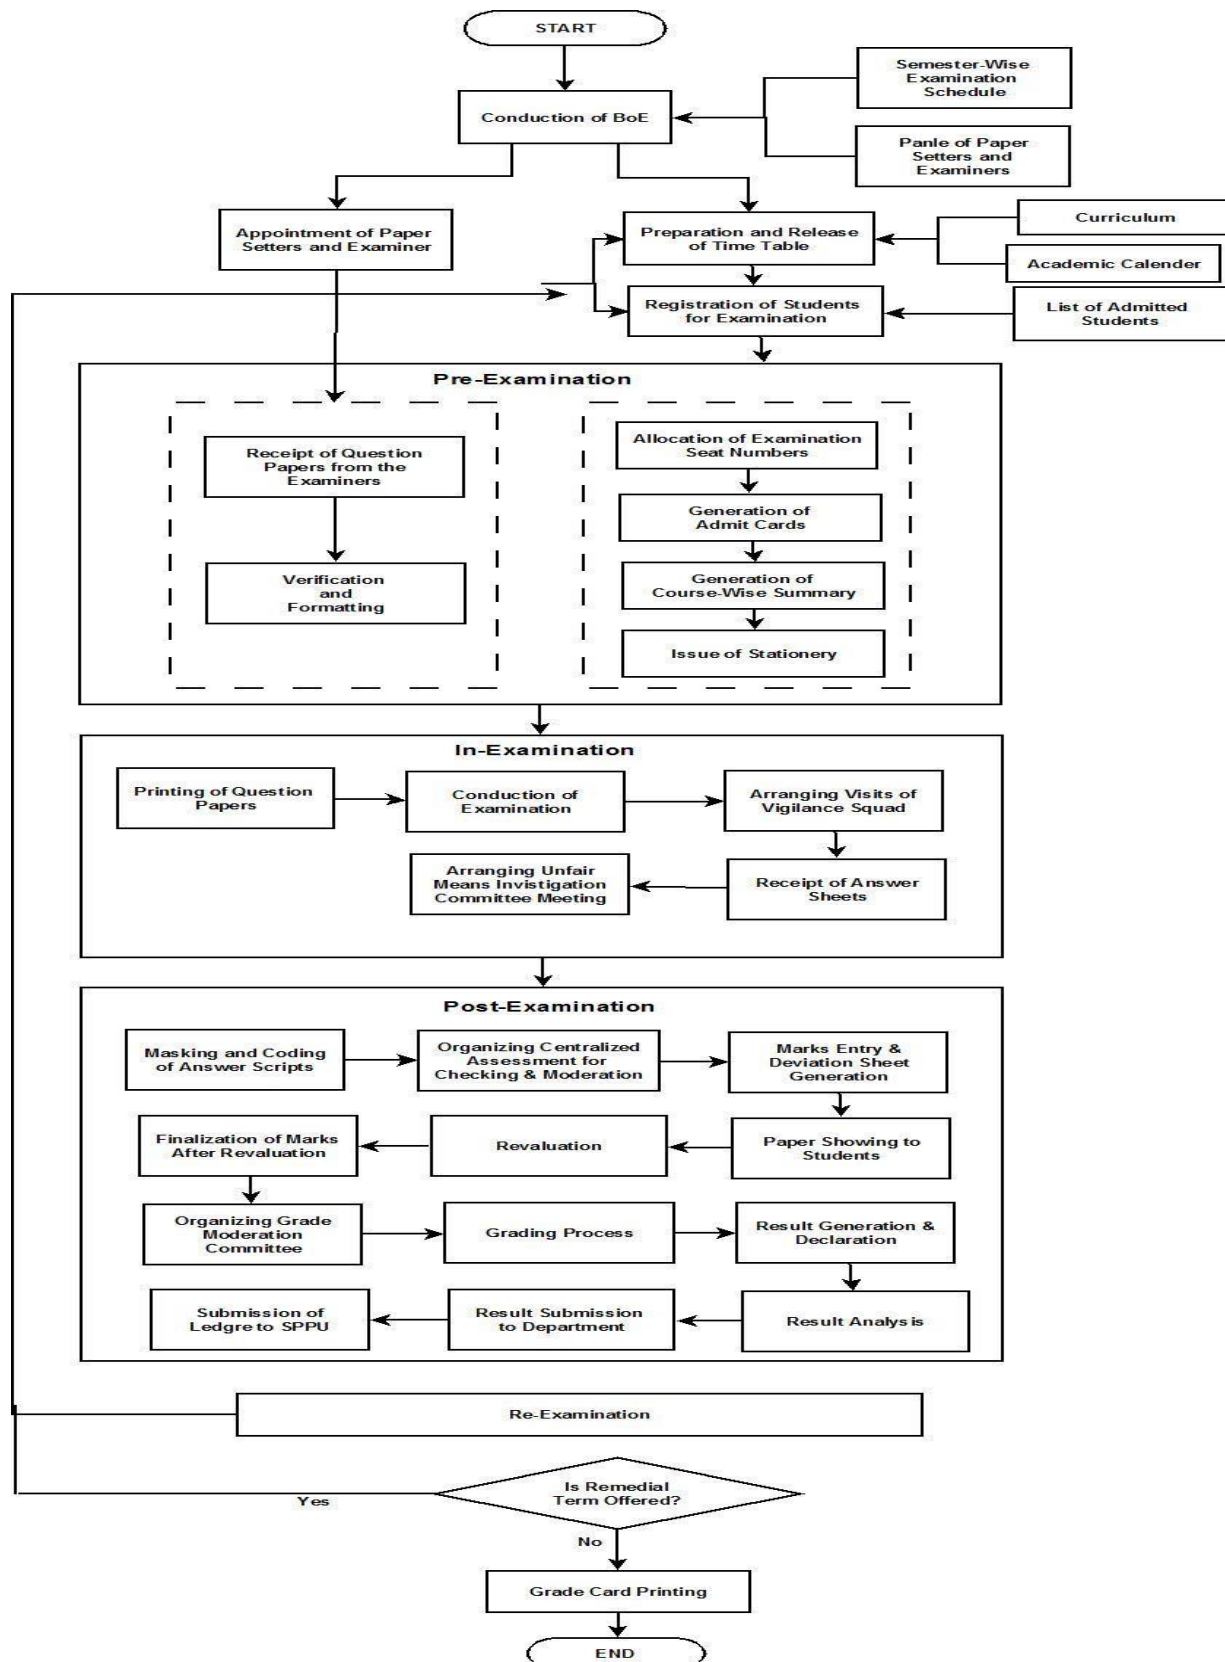 START
Semester-Wise
Examination
Schedule
Conduction of BoE
Panle of Paper
Setters and
Examiners
Appointment of Paper
Setters and Examiner
Preparation and Release
of Time Table
Curriculum
Academic Calender
Registration of Students
for Examination
List of Admitted
Students
Pre-Examination
Receipt of Question
Papers from the
Examiners
Verification
and
Formatting
Allocation of Examination
Seat Numbers
Generation of
Admit Cards
Generation of
Course-Wise Summary
Issue of Stationery
In-Examination
Printing of Question
Papers
Conduction of
Examination
Arranging Visits of
Vigilance Squad
Arranging Unfair
Means Invistigation
Committee Meeting
Receipt of Answer
Sheets
Post-Examination
Masking and Coding
of Answer Scripts
Organizing Centralized
Assessment for
Checking & Moderation
Marks Entry &
Deviation Sheet
Generation
Finalization of Marks
After Revaluation
Revaluation
Paper Showing to
Students
Organizing Grade
Moderation
Committee
Grading Process
Result Generation &
Declaration
Submission of
Ledgre to SPPU
Result Submission
to Department
Result Analysis
Re-Examination
Is Remedial
Term Offered?
Yes
No
Grade Card Printing
END